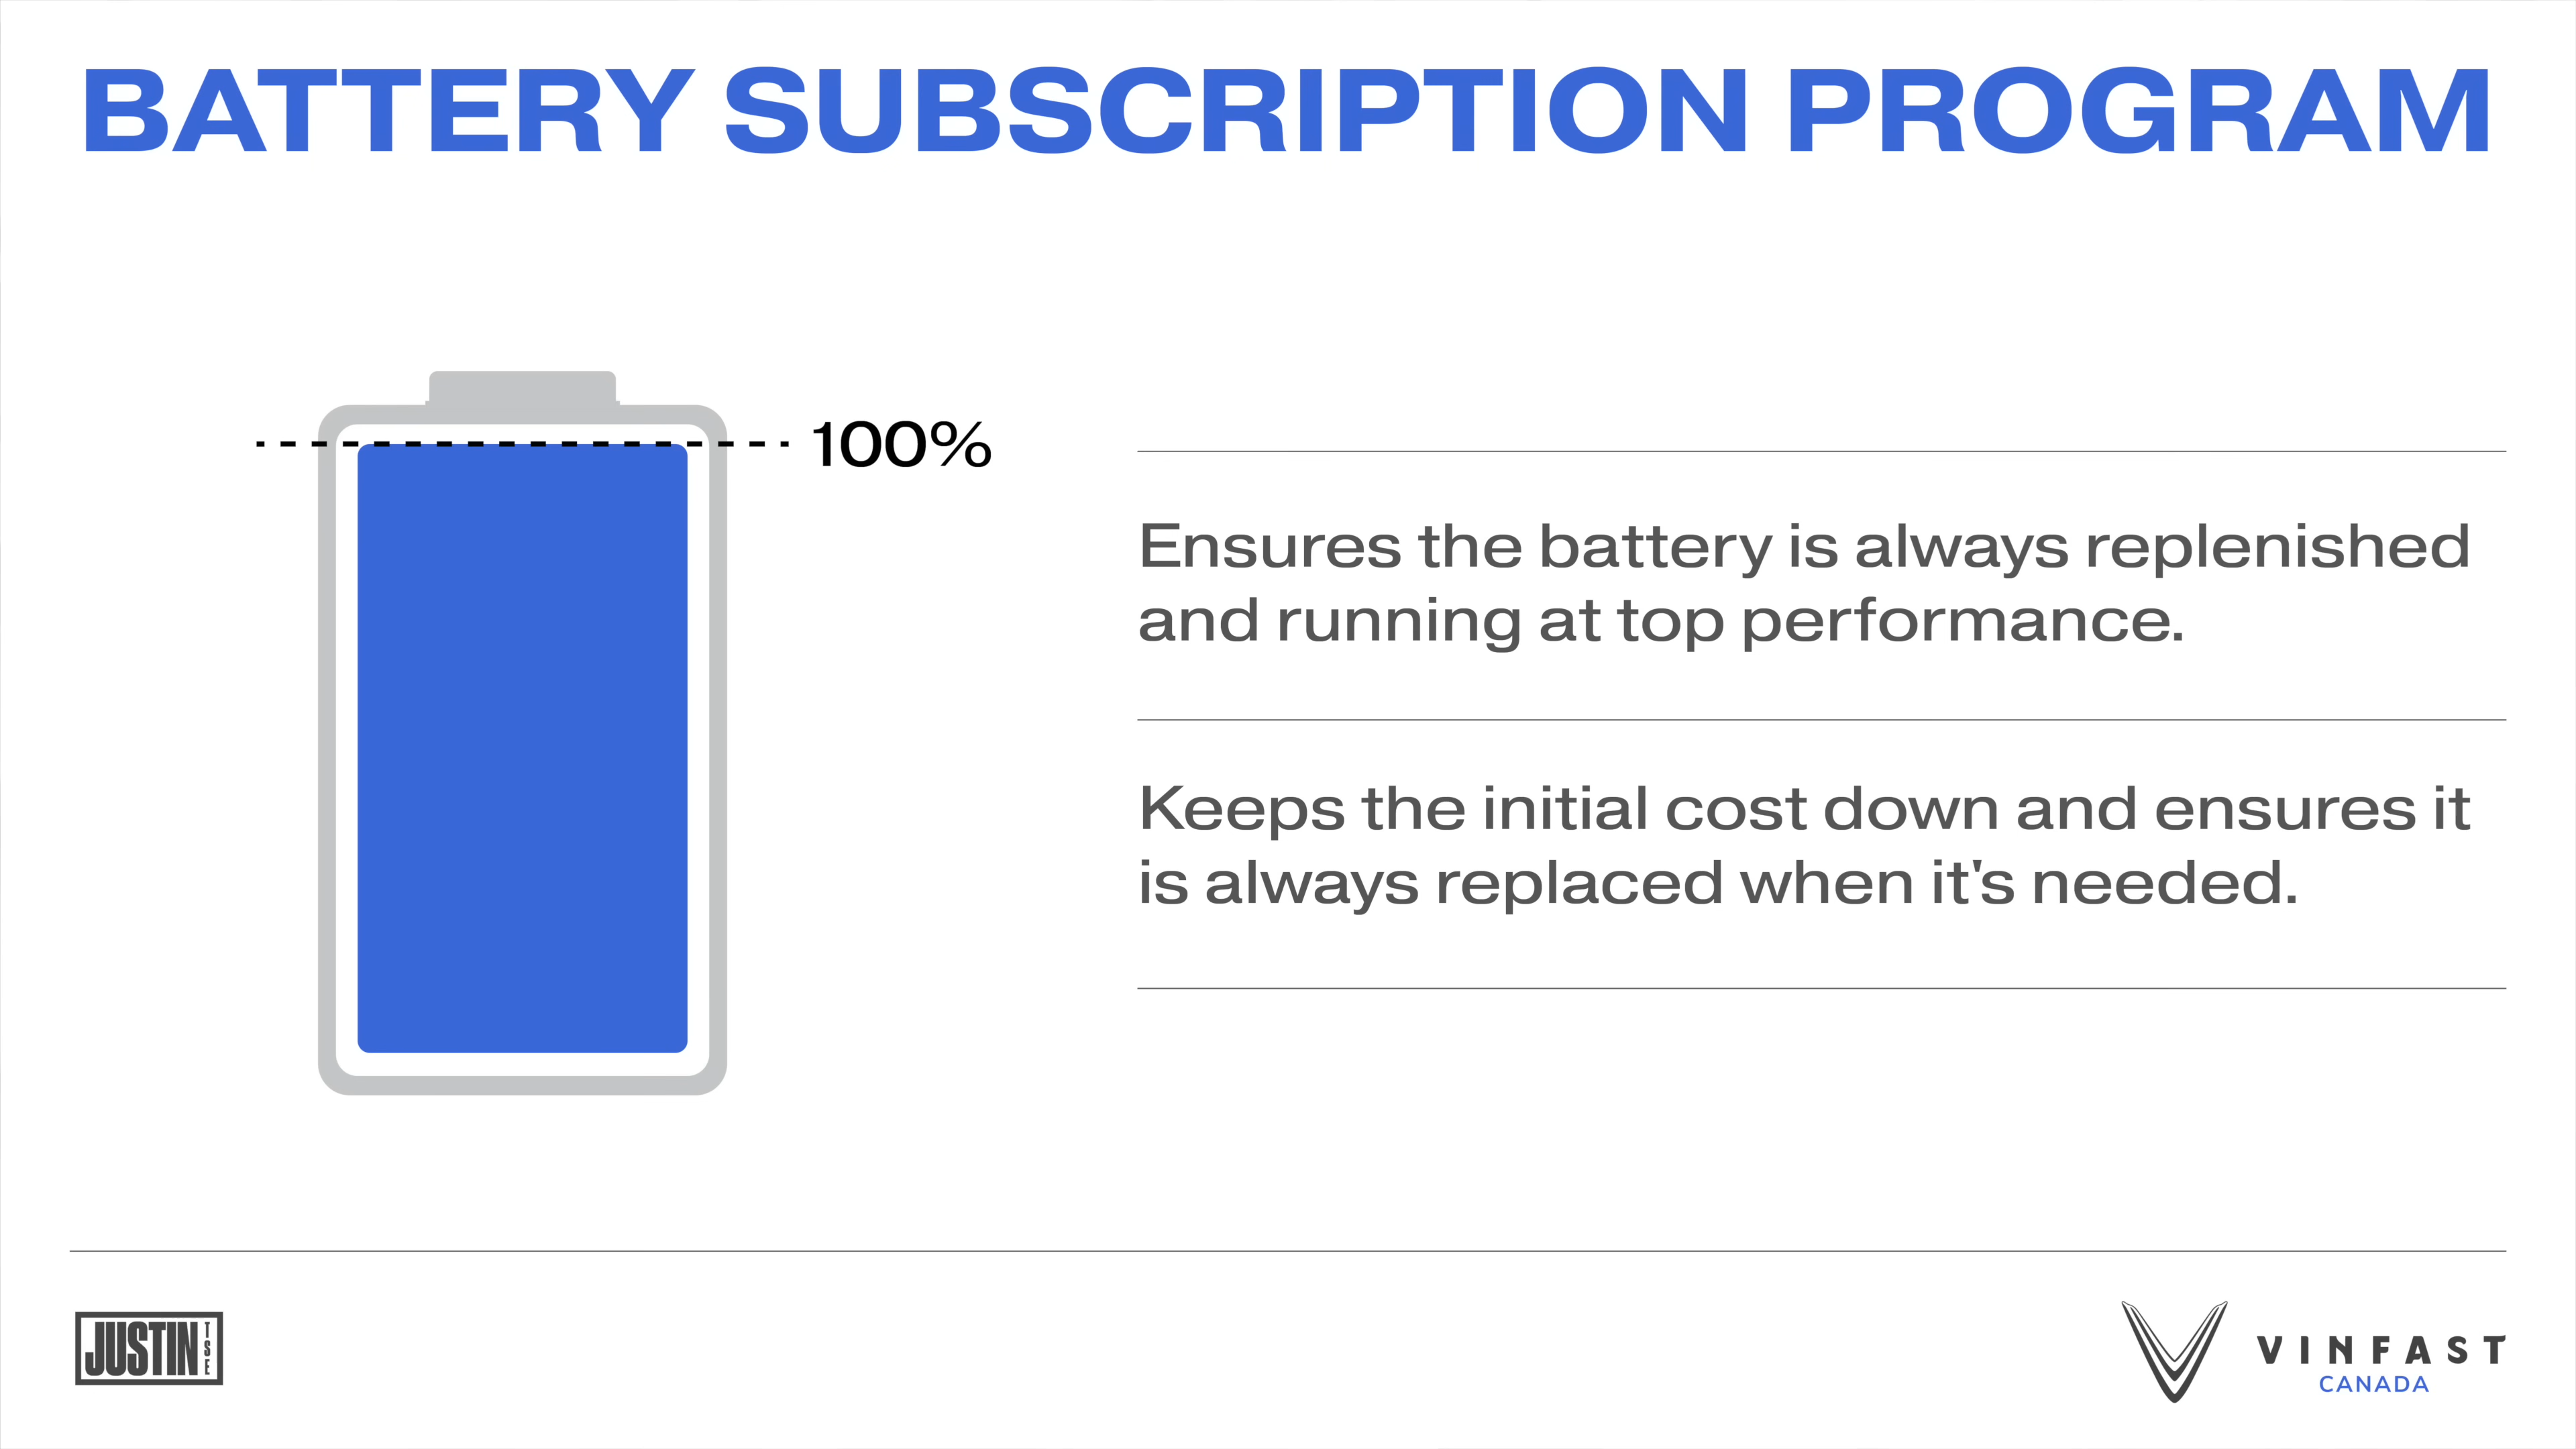 BATTERY SUBSCRIPTION PROGRAM
100%
Ensures the battery is always replenished
and running at top performance.
Keeps the initial cost down and ensures it
is always replaced when it's needed.
JUSTIN TSE
VINFAST
CANADA